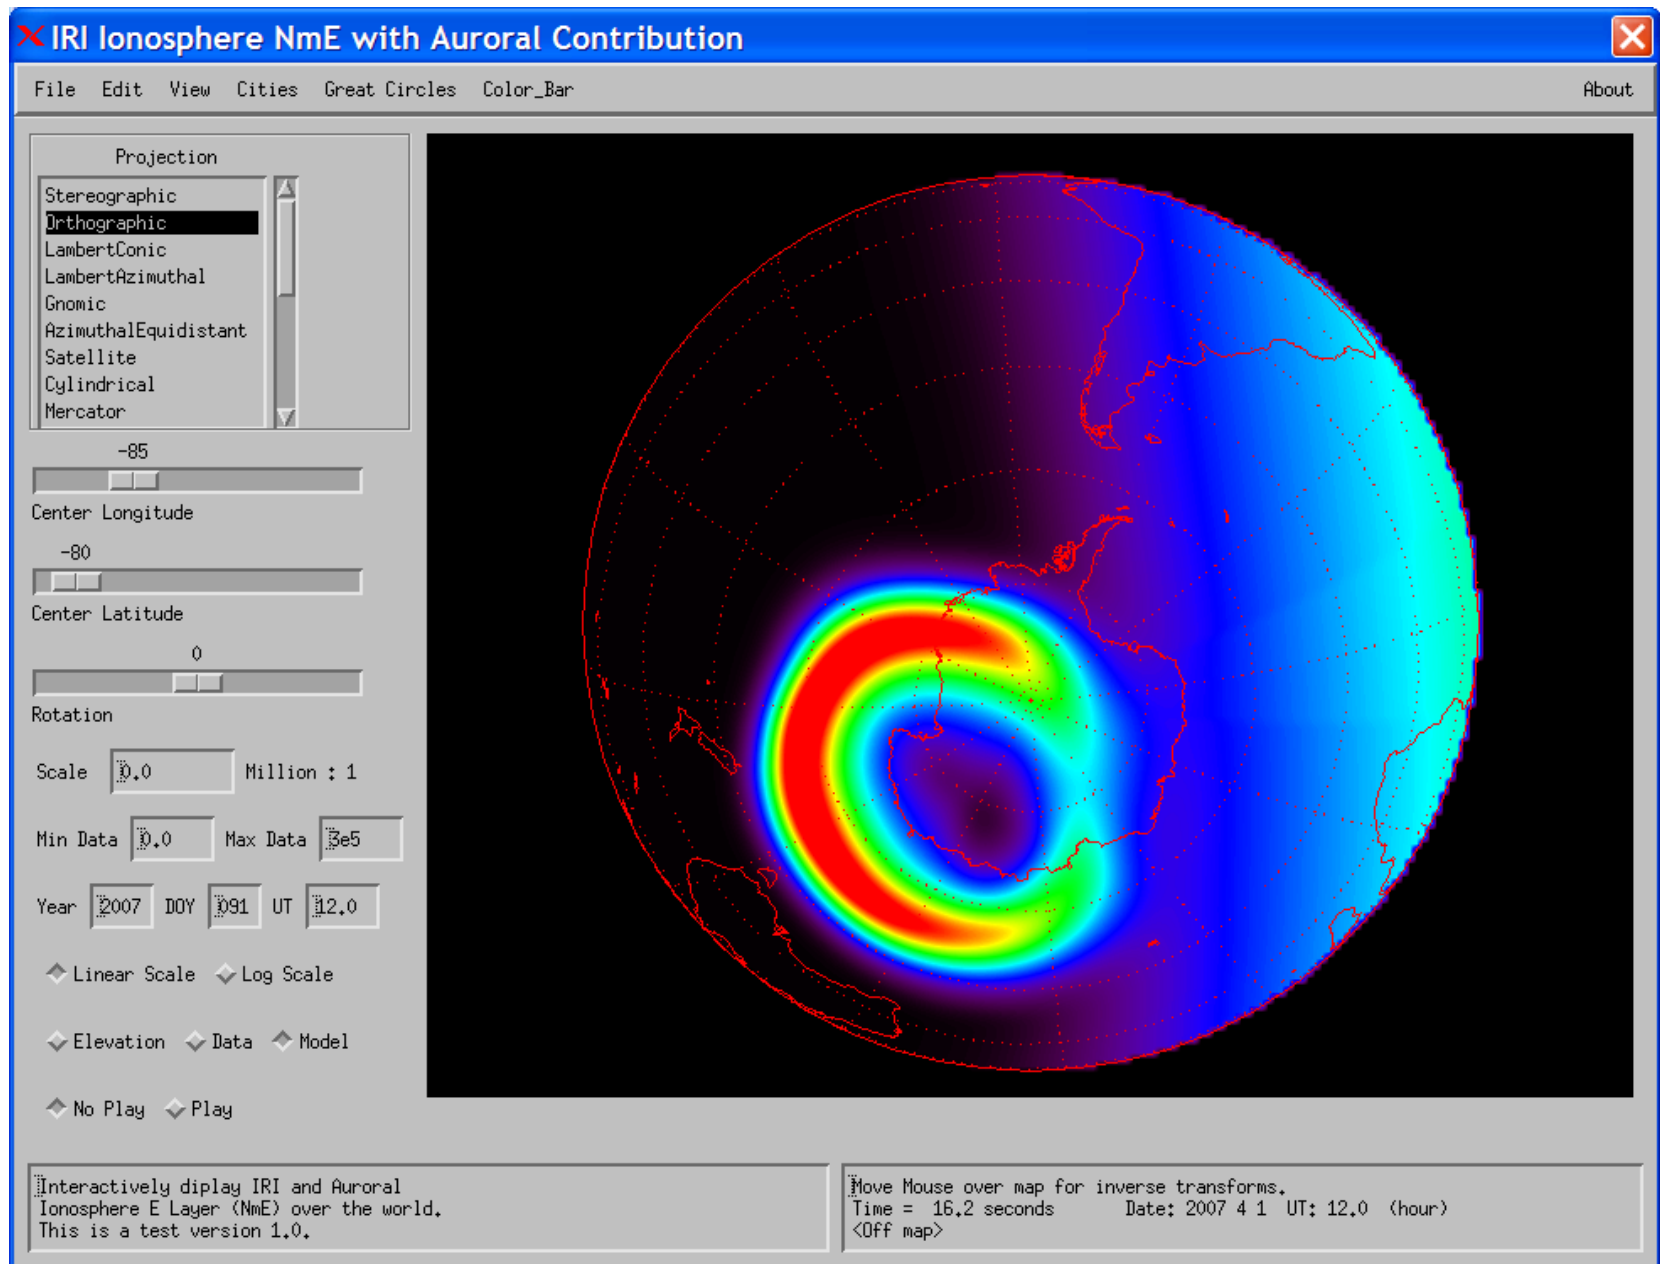 IRI Ionosphere NmE with Auroral Contribution
File Edit View Cities Great Circles Color_Bar About
Projection
Stereographic
Orthographic
LambertConic
LambertAzimuthal
Gnomic
AzimuthalEquidistant
Satellite
Cylindrical
Mercator
-85
Center Longitude
-80
Center Latitude
0
Rotation
Scale 0.0 Million : 1
Min Data 0.0 Max Data 3e5
Year 2007 DOY 091 UT 12.0
Linear Scale Log Scale
Elevation Data Model
No Play Play
Interactively diplay IRI and Auroral
Ionosphere E Layer (NmE) over the world.
This is a test version 1.0.
Move Mouse over map for inverse transforms.
Time = 16.2 seconds Date: 2007 4 1 UT: 12.0 (hour)
<Off map>